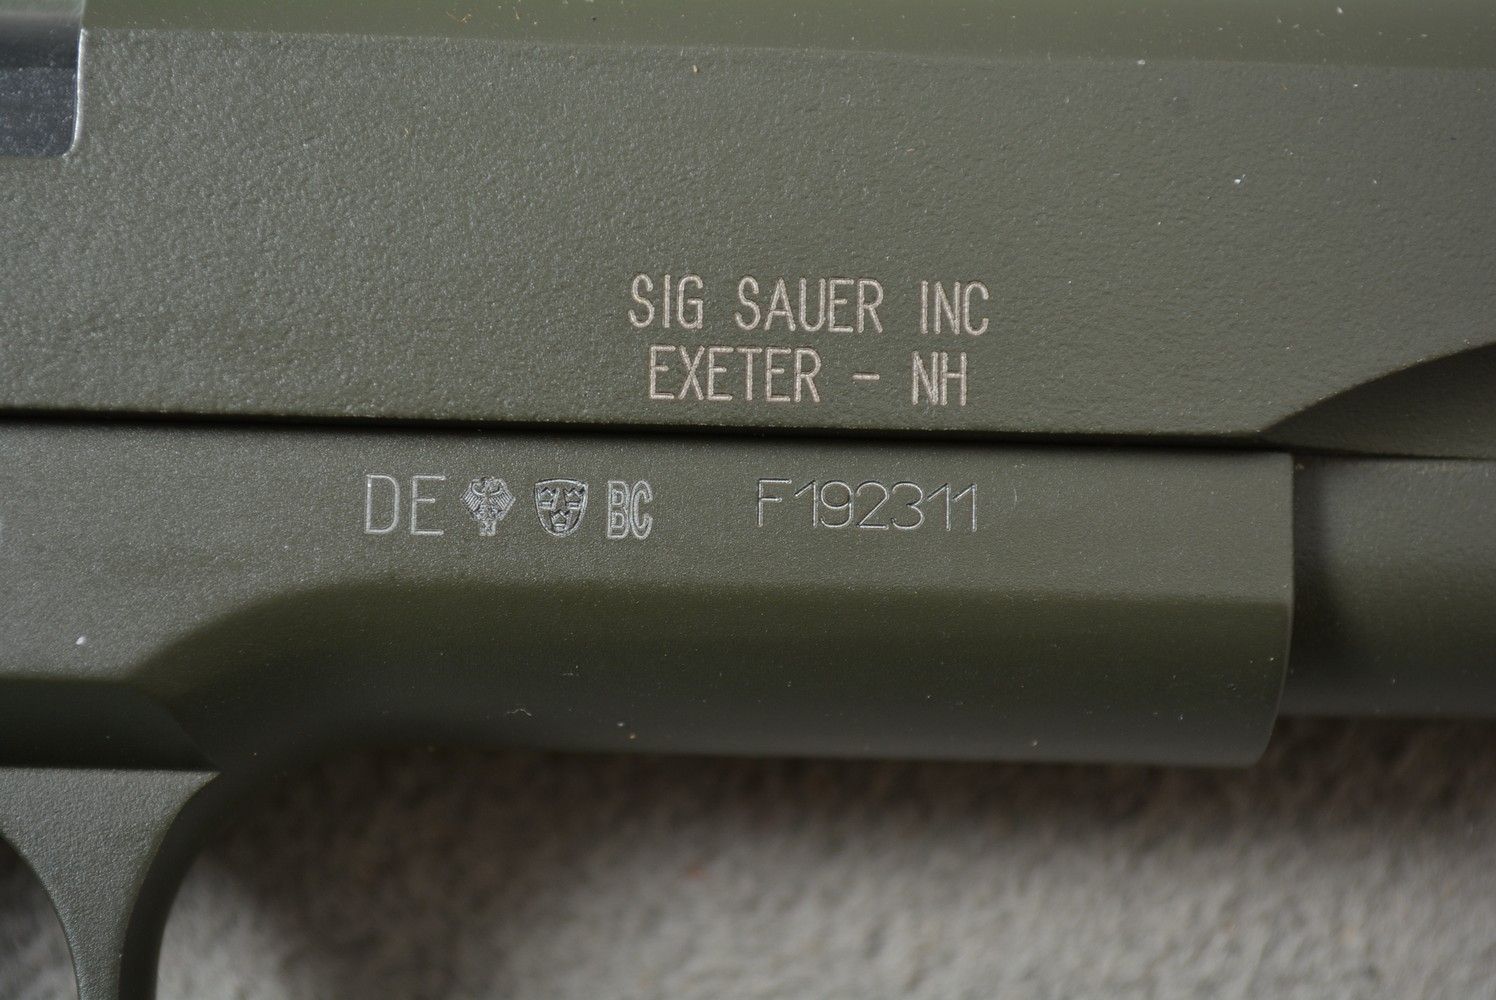 SIG SAUER INC
EXETER - NH
DE BC F192311